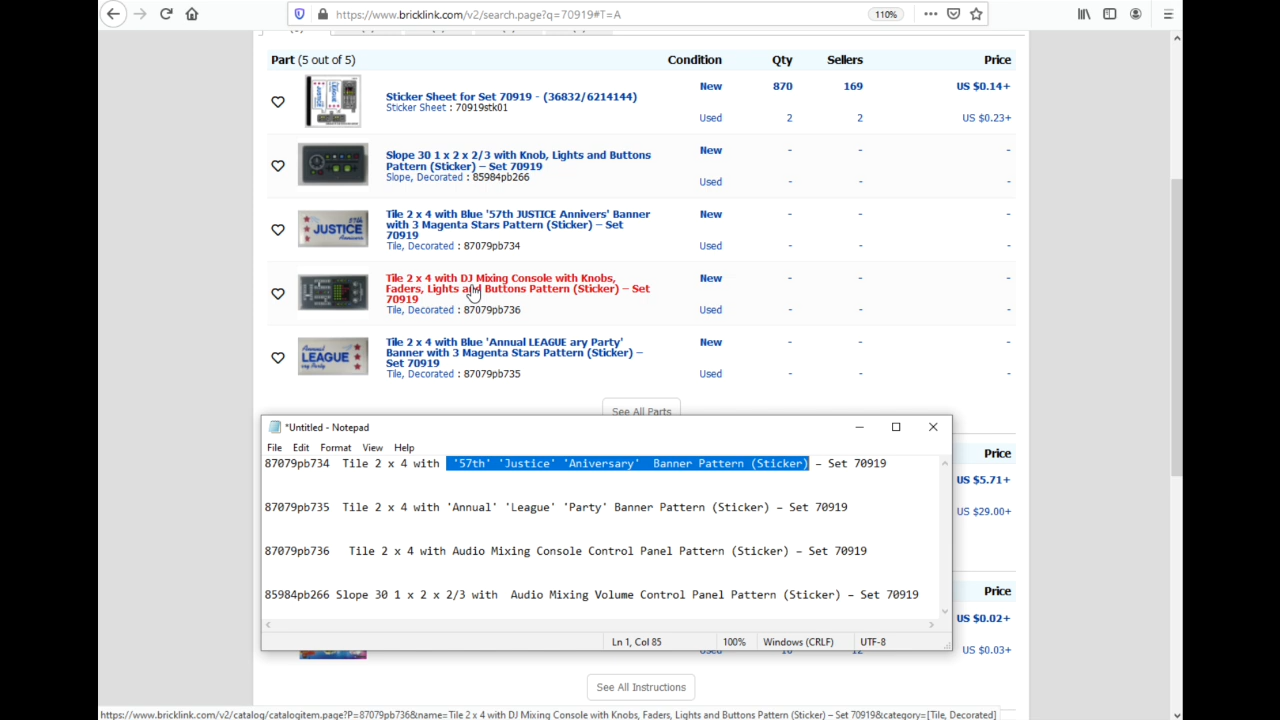 https://www.bricklink.com/v2/search.page?q=70919#T=A
110%
Part (5 out of 5) Condition Qty Sellers Price
Sticker Sheet for Set 70919 - (36832/6214144)
Sticker Sheet : 70919stk01
New 870 169 US $0.14+
Used 2 2 US $0.23+
Slope 30 1 x 2 x 2/3 with Knob, Lights and Buttons
Pattern (Sticker) – Set 70919
Slope, Decorated : 85984pb266
New - - -
Used - - -
JUSTICE
Tile 2 x 4 with Blue '57th JUSTICE Annivers' Banner
with 3 Magenta Stars Pattern (Sticker) – Set
70919
Tile, Decorated : 87079pb734
New - - -
Used - - -
Tile 2 x 4 with DJ Mixing Console with Knobs,
Faders, Lights and Buttons Pattern (Sticker) – Set
70919
Tile, Decorated : 87079pb736
New - - -
Used - - -
Annual
LEAGUE
ary Party
Tile 2 x 4 with Blue 'Annual LEAGUE ary Party'
Banner with 3 Magenta Stars Pattern (Sticker) –
Set 70919
Tile, Decorated : 87079pb735
New - - -
Used - - -
See All Parts
*Untitled - Notepad
File Edit Format View Help
87079pb734 Tile 2 x 4 with '57th' 'Justice' 'Aniversary' Banner Pattern (Sticker) – Set 70919
87079pb735 Tile 2 x 4 with 'Annual' 'League' 'Party' Banner Pattern (Sticker) – Set 70919
87079pb736 Tile 2 x 4 with Audio Mixing Console Control Panel Pattern (Sticker) – Set 70919
85984pb266 Slope 30 1 x 2 x 2/3 with Audio Mixing Volume Control Panel Pattern (Sticker) – Set 70919
Ln 1, Col 85 100% Windows (CRLF) UTF-8
Price
US $5.71+
US $29.00+
Price
US $0.02+
US $0.03+
See All Instructions
https://www.bricklink.com/v2/catalog/catalogitem.page?P=87079pb736&name=Tile 2 x 4 with DJ Mixing Console with Knobs, Faders, Lights and Buttons Pattern (Sticker) – Set 70919&category=[Tile, Decorated]